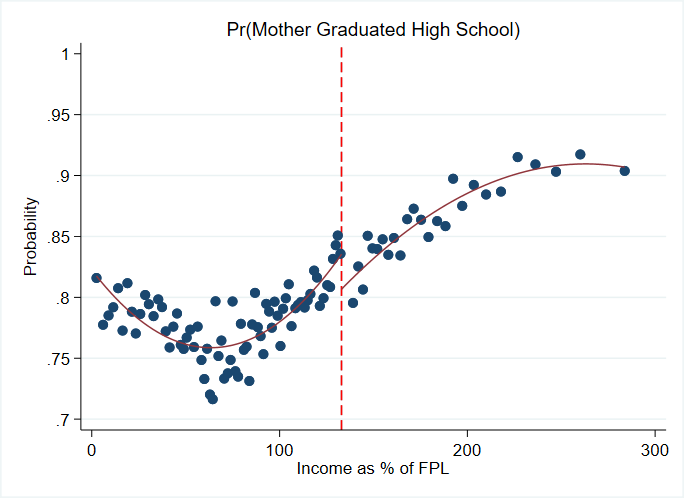 Pr(Mother Graduated High School)
1
.95
.9
.85
.8
.75
.7
Probability
0 100 200 300
Income as % of FPL